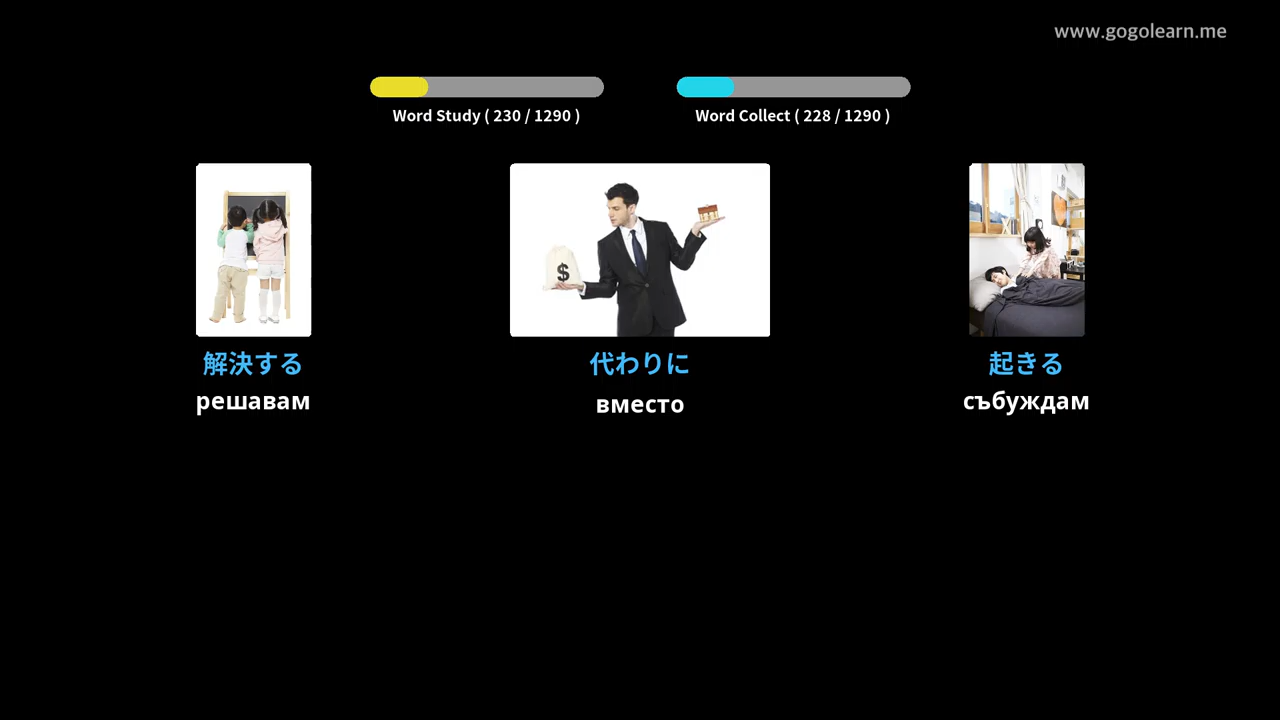 www.gogolearn.me
Word Study ( 230 / 1290 )
Word Collect ( 228 / 1290 )
$
解決する
решавам
代わりに
вместо
起きる
събуждам